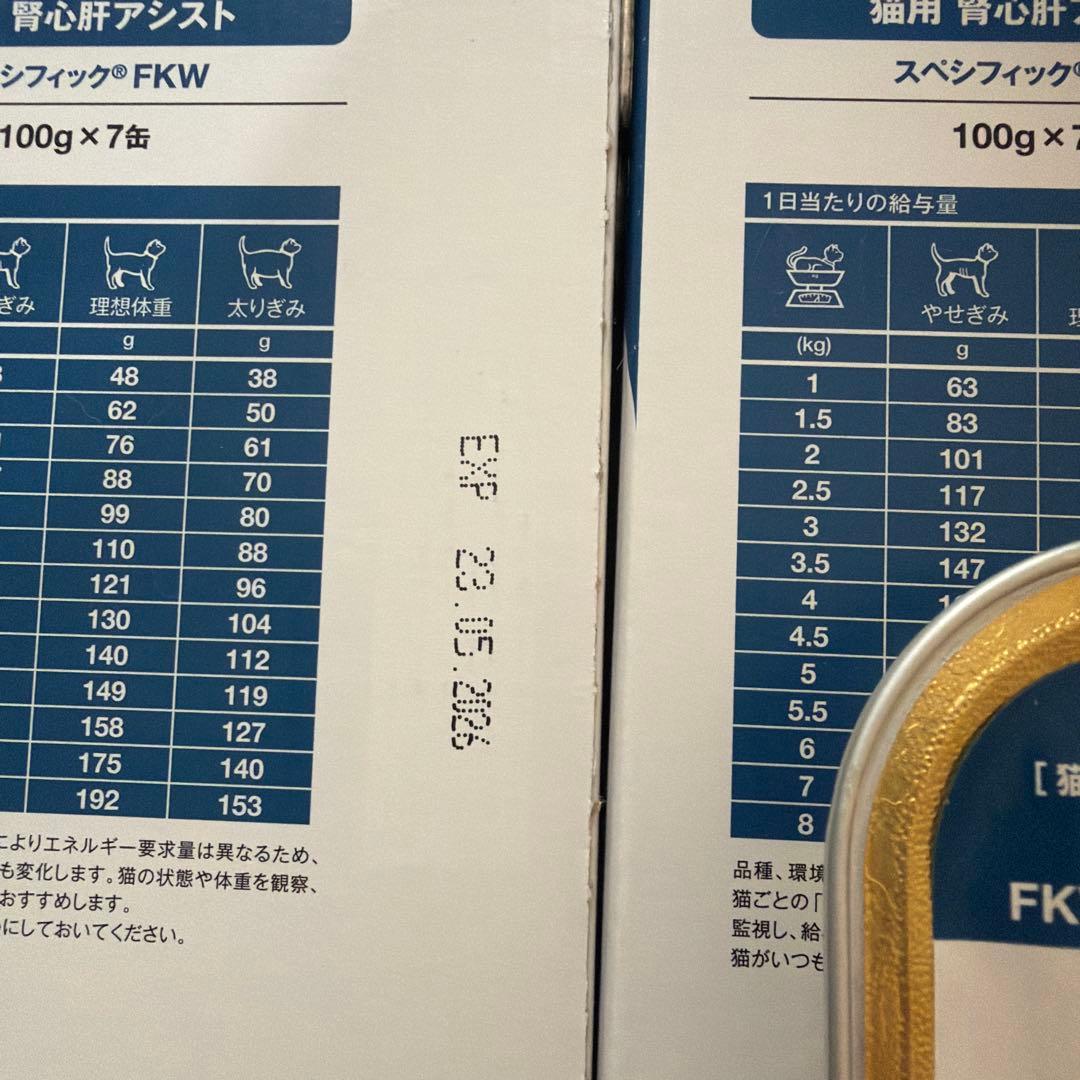 腎心肝アシスト
シフィック® FKW
100g×7缶
ぎみ 理想体重 太りぎみ
g g
48 38
62 50
76 61
88 70
99 80
110 88
121 96
130 104
140 112
149 119
158 127
175 140
192 153
によりエネルギー要求量は異なるため、
も変化します。猫の状態や体重を観察、
おすすめします。
にしておいてください。
EXP 23.05.2026
猫用 腎心肝
スペシフィック®
100g×7
1日当たりの給与量
kg
やせぎみ
(kg) g
1 63
1.5 83
2 101
2.5 117
3 132
3.5 147
4
4.5
5
5.5
6
7
8
品種、環境
猫ごとの「
監視し、給
猫がいつも
[ 猫
FK